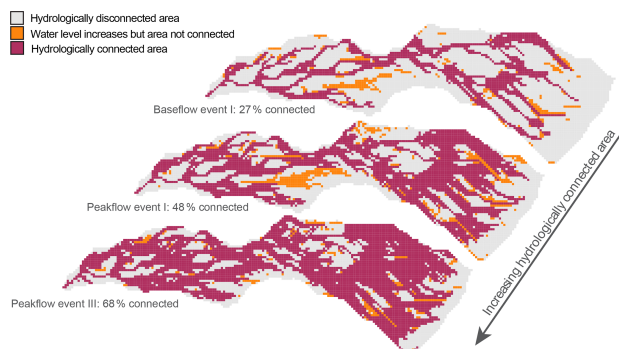 Hydrologically disconnected area
Water level increases but area not connected
Hydrologically connected area
Baseflow event I: 27 % connected
Peakflow event I: 48 % connected
Peakflow event III: 68 % connected
Increasing hydrologically connected area